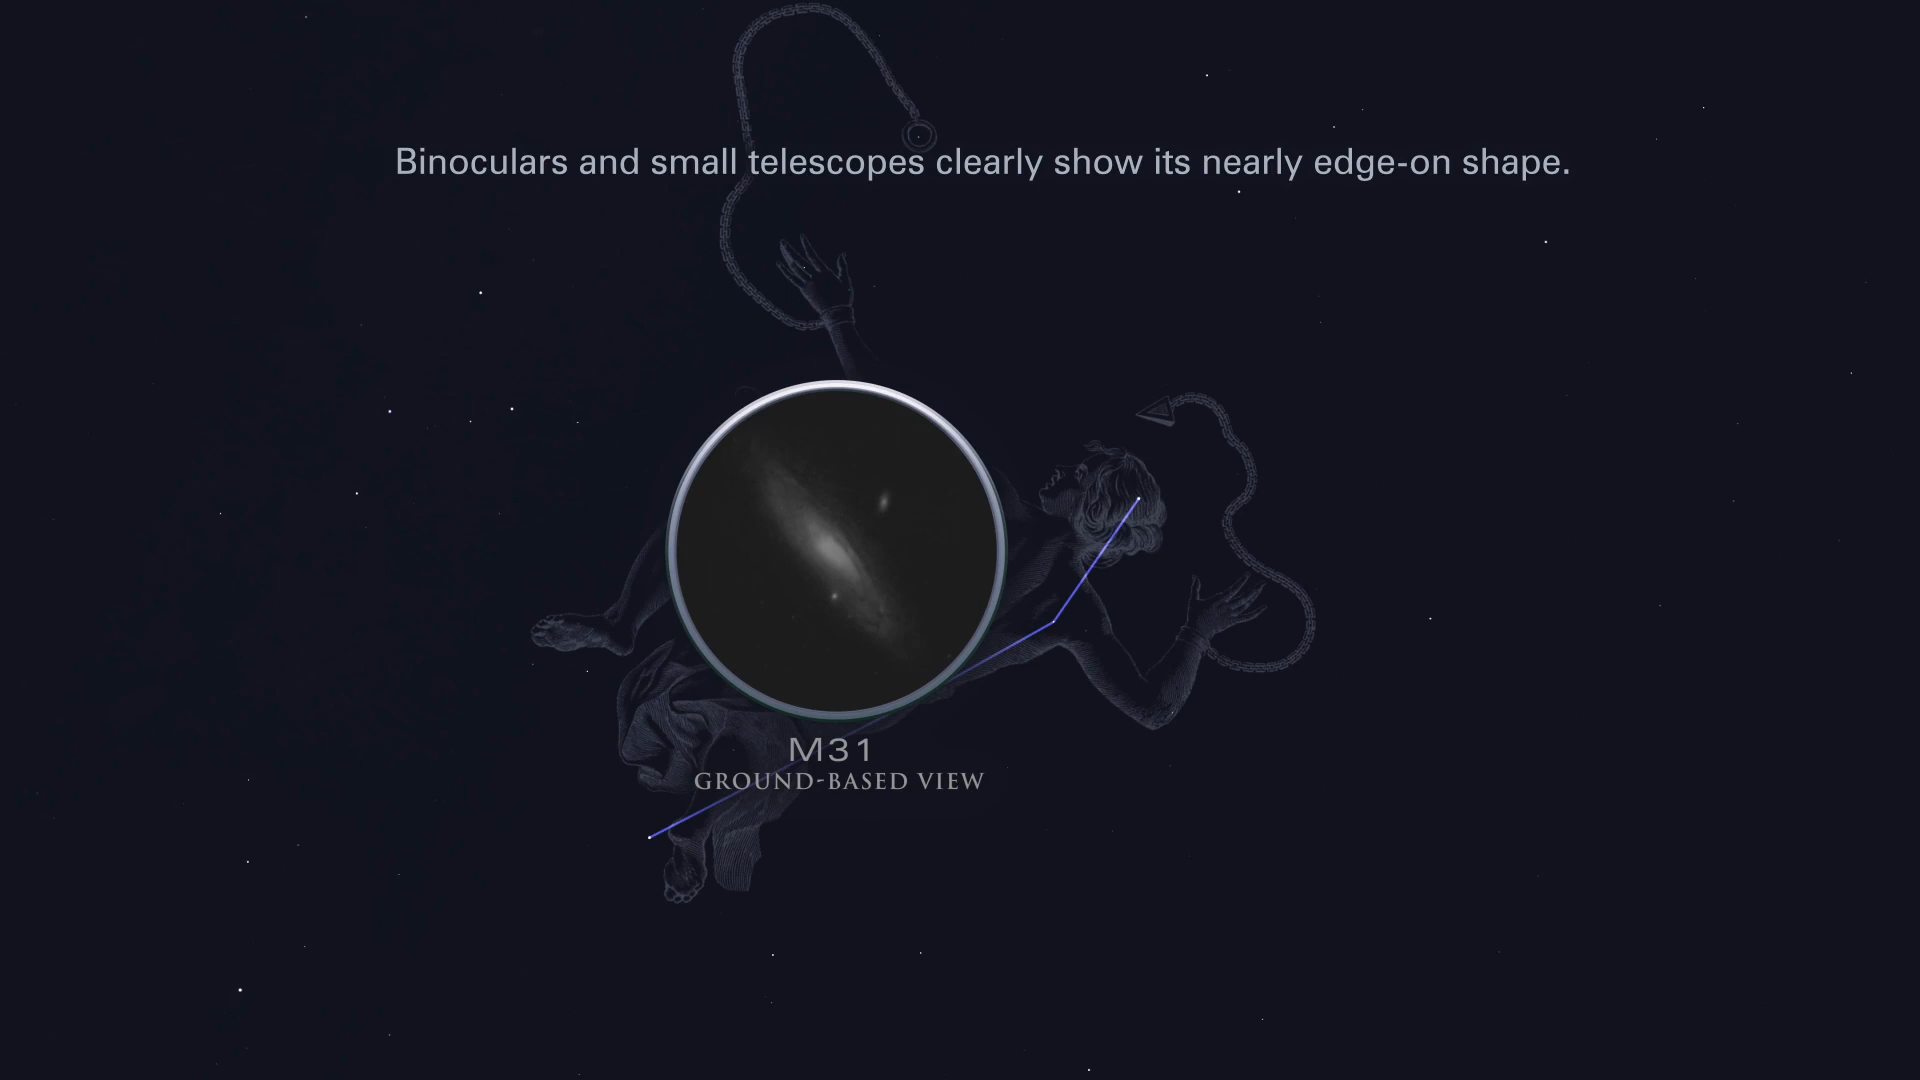 Binoculars and small telescopes clearly show its nearly edge-on shape.
M31
GROUND-BASED VIEW